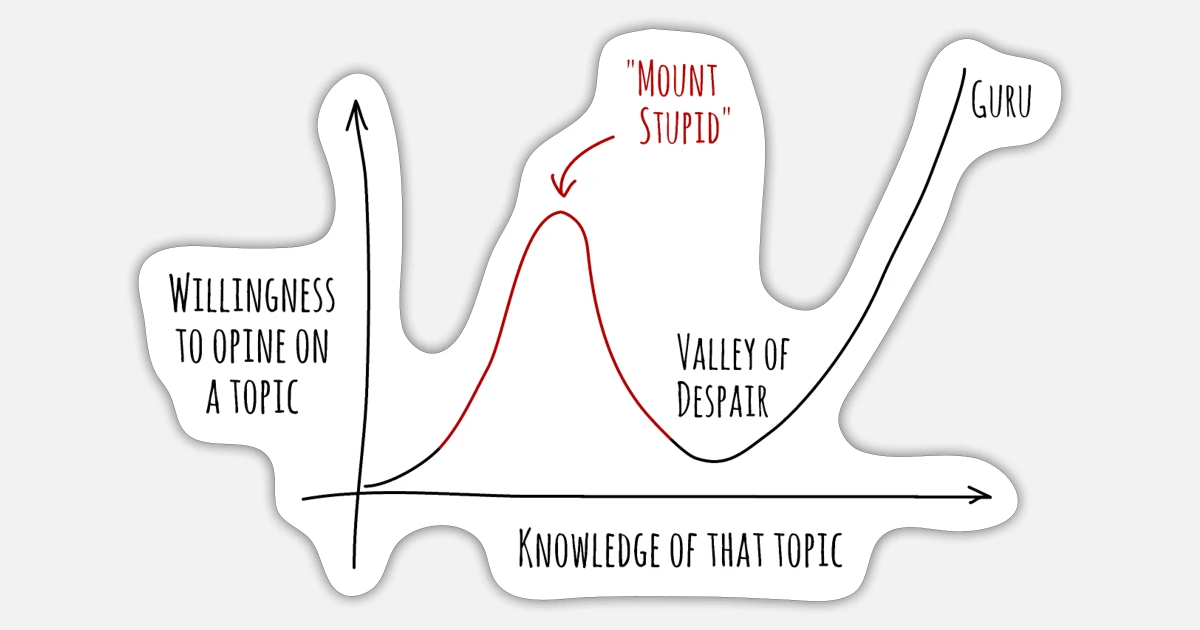 "Mount
Stupid"
Guru
Willingness
to opine on
a topic
Valley of
Despair
Knowledge of that topic